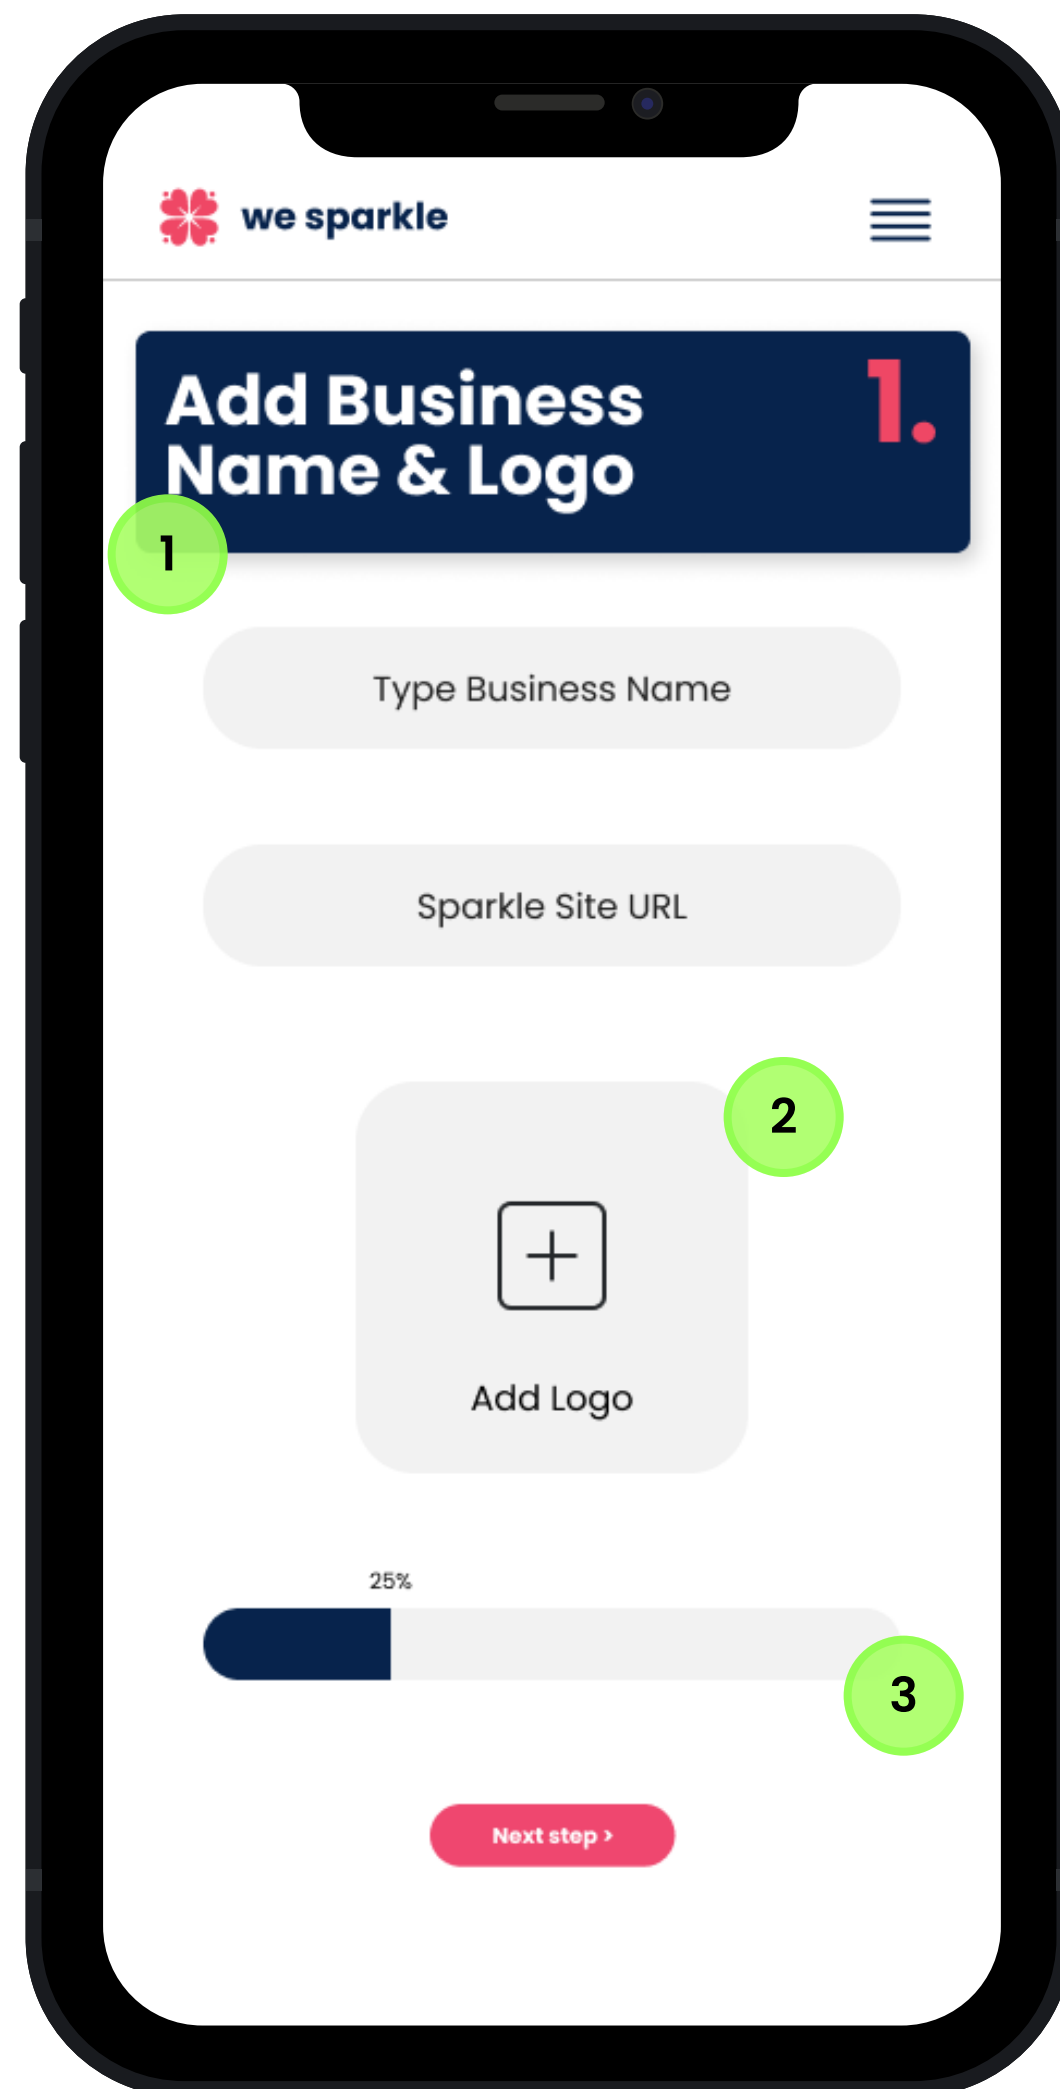 we sparkle
Add Business
Name & Logo
1.
1
Type Business Name
Sparkle Site URL
2
Add Logo
25%
3
Next step >